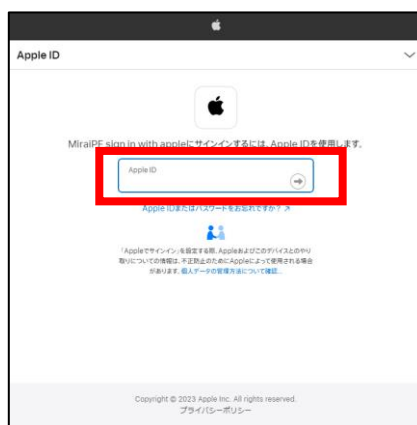 Apple ID
MiraiPF sign in with appleにサインインするには、Apple IDを使用します。
Apple ID
Apple IDまたはパスワードをお忘れですか? ↗
「Appleでサインイン」を設定する際、Appleおよびこのデバイスとのやり
取りについての情報は、不正防止のためにAppleによって使用される場合
があります。個人データの管理方法について確認...
Copyright © 2023 Apple Inc. All rights reserved.
プライバシーポリシー